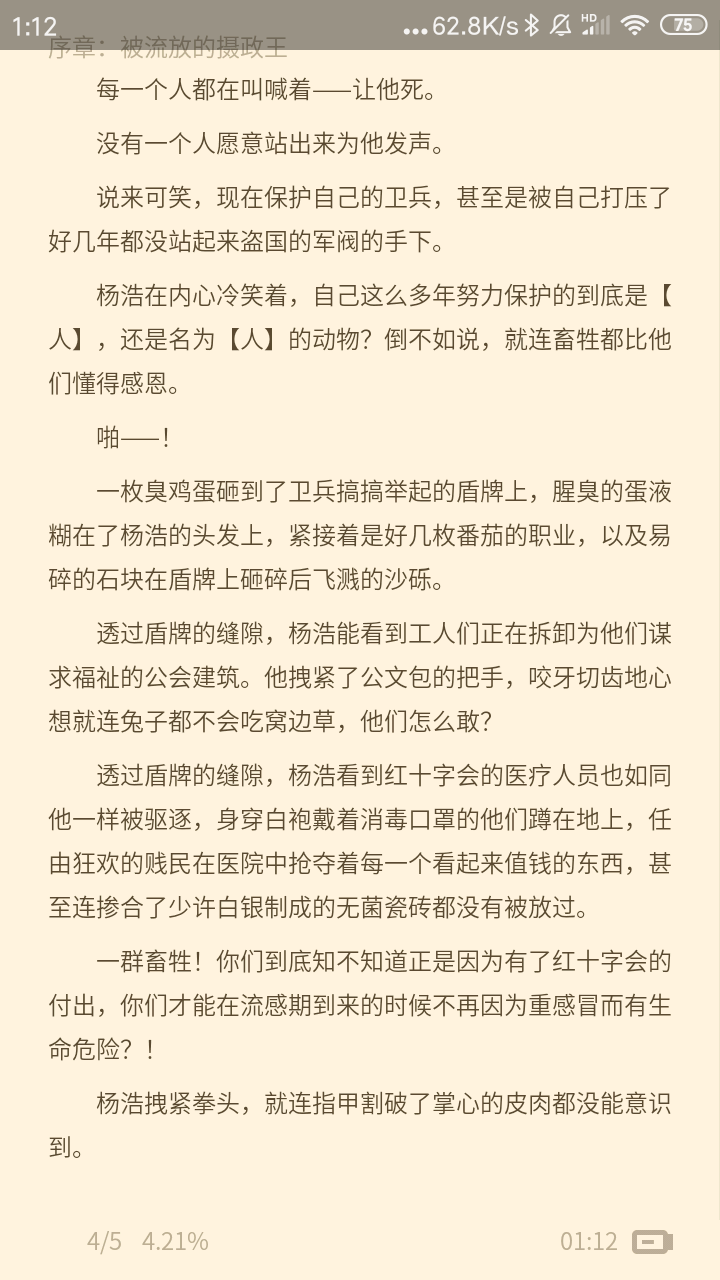 1:12 ...62.8K/s HD 75
序章：被流放的摄政王
每一个人都在叫喊着——让他死。
没有一个人愿意站出来为他发声。
说来可笑，现在保护自己的卫兵，甚至是被自己打压了
好几年都没站起来盗国的军阀的手下。
杨浩在内心冷笑着，自己这么多年努力保护的到底是【
人】，还是名为【人】的动物？倒不如说，就连畜牲都比他
们懂得感恩。
啪——！
一枚臭鸡蛋砸到了卫兵搞搞举起的盾牌上，腥臭的蛋液
糊在了杨浩的头发上，紧接着是好几枚番茄的职业，以及易
碎的石块在盾牌上砸碎后飞溅的沙砾。
透过盾牌的缝隙，杨浩能看到工人们正在拆卸为他们谋
求福祉的公会建筑。他拽紧了公文包的把手，咬牙切齿地心
想就连兔子都不会吃窝边草，他们怎么敢？
透过盾牌的缝隙，杨浩看到红十字会的医疗人员也如同
他一样被驱逐，身穿白袍戴着消毒口罩的他们蹲在地上，任
由狂欢的贱民在医院中抢夺着每一个看起来值钱的东西，甚
至连掺合了少许白银制成的无菌瓷砖都没有被放过。
一群畜牲！你们到底知不知道正是因为有了红十字会的
付出，你们才能在流感期到来的时候不再因为重感冒而有生
命危险？！
杨浩拽紧拳头，就连指甲割破了掌心的皮肉都没能意识
到。
4/5 4.21% 01:12